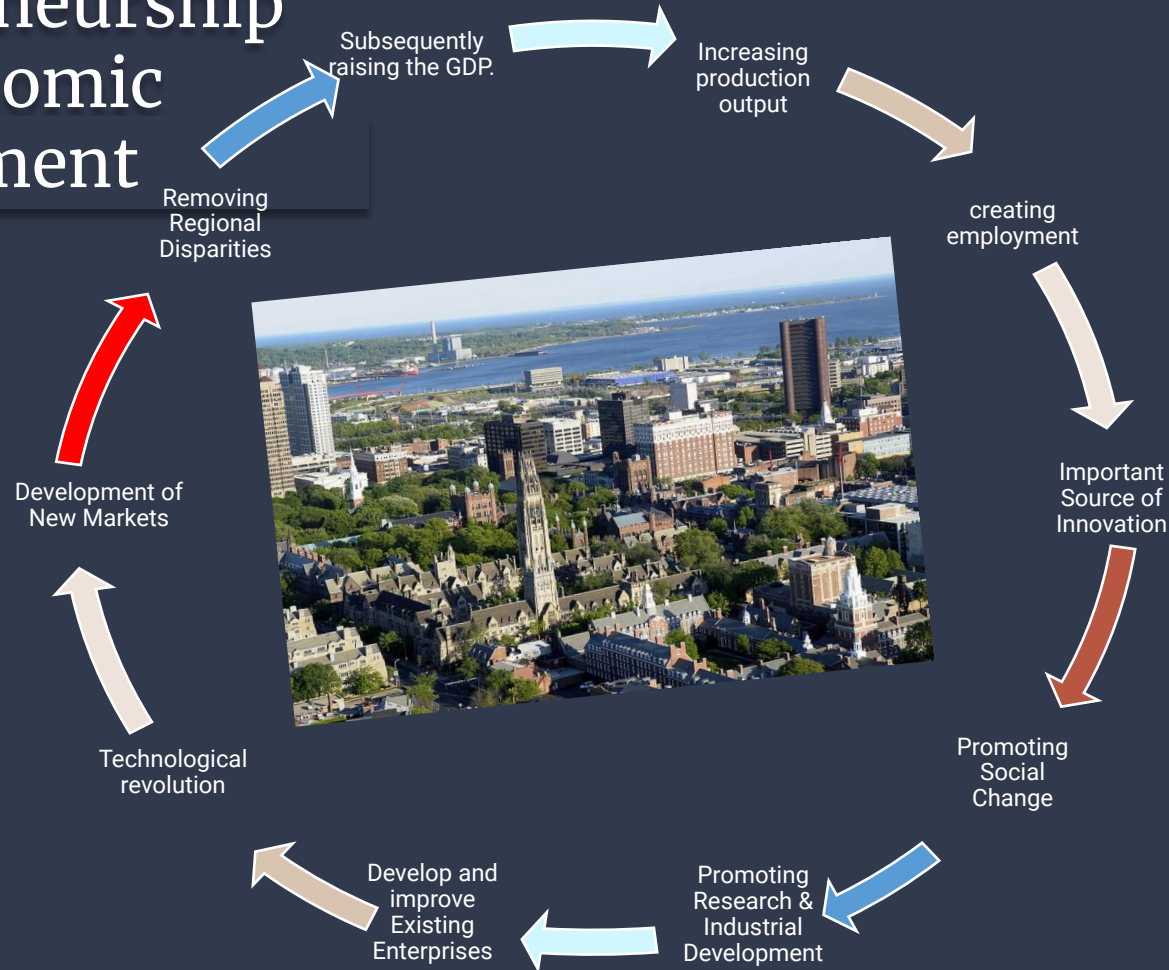 neurship
omic
ment
Subsequently
raising the GDP.
Increasing
production
output
creating
employment
Important
Source of
Innovation
Promoting
Social
Change
Promoting
Research &
Industrial
Development
Develop and
improve
Existing
Enterprises
Technological
revolution
Development of
New Markets
Removing
Regional
Disparities